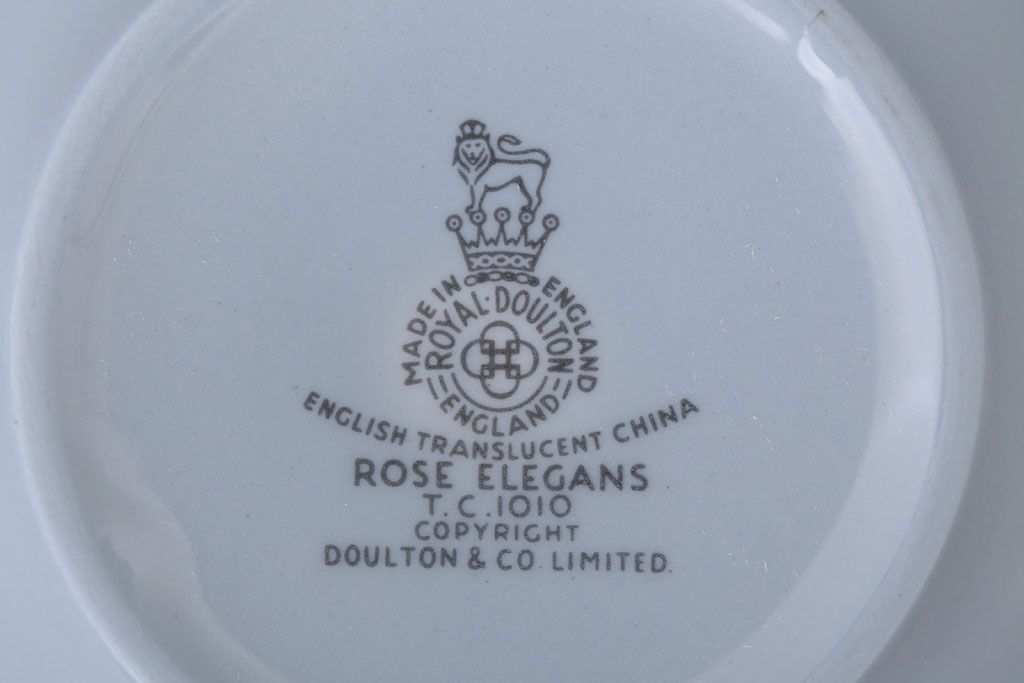 MADE IN ENGLAND
ROYAL·DOULTON
ENGLAND
ENGLISH TRANSLUCENT CHINA
ROSE ELEGANS
T.C.1010
COPYRIGHT
DOULTON & CO. LIMITED.